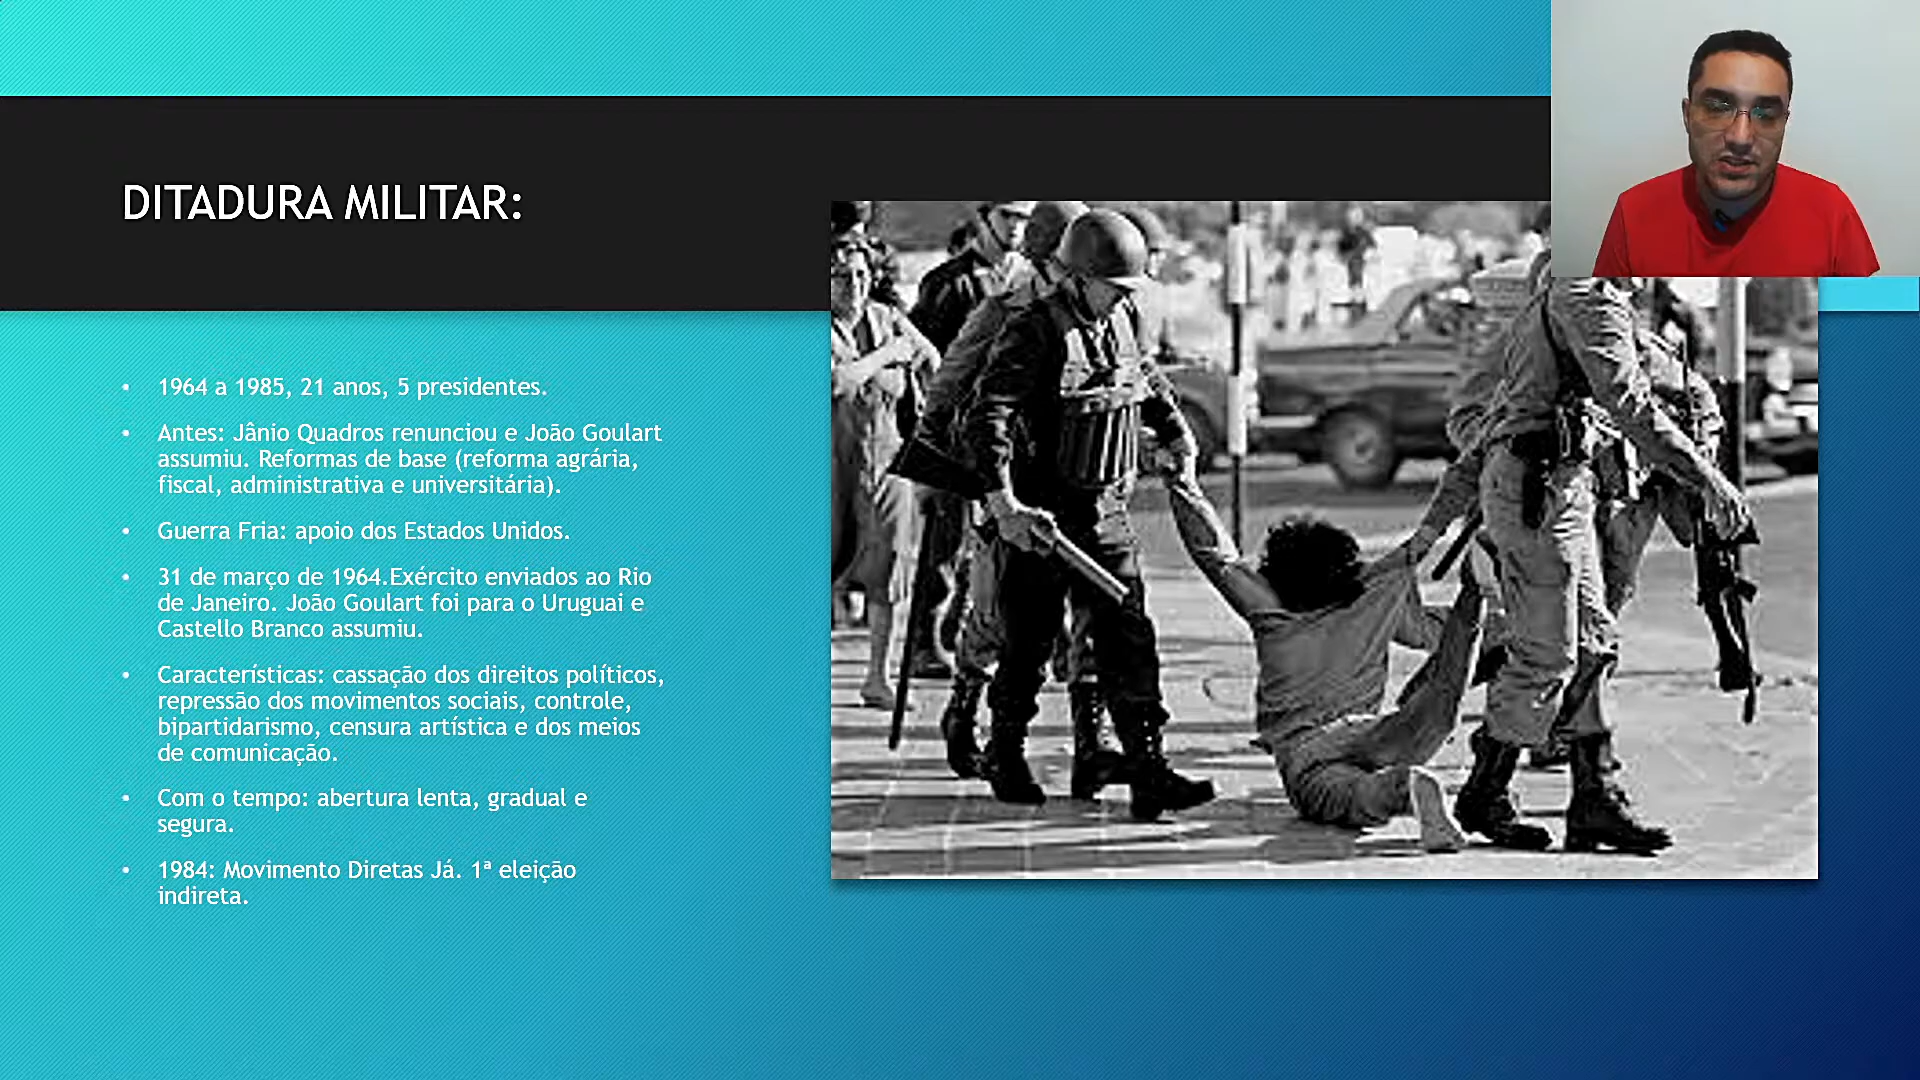 DITADURA MILITAR:
• 1964 a 1985, 21 anos, 5 presidentes.
• Antes: Jânio Quadros renunciou e João Goulart
assumiu. Reformas de base (reforma agrária,
fiscal, administrativa e universitária).
• Guerra Fria: apoio dos Estados Unidos.
• 31 de março de 1964.Exército enviados ao Rio
de Janeiro. João Goulart foi para o Uruguai e
Castello Branco assumiu.
• Características: cassação dos direitos políticos,
repressão dos movimentos sociais, controle,
bipartidarismo, censura artística e dos meios
de comunicação.
• Com o tempo: abertura lenta, gradual e
segura.
• 1984: Movimento Diretas Já. 1ª eleição
indireta.